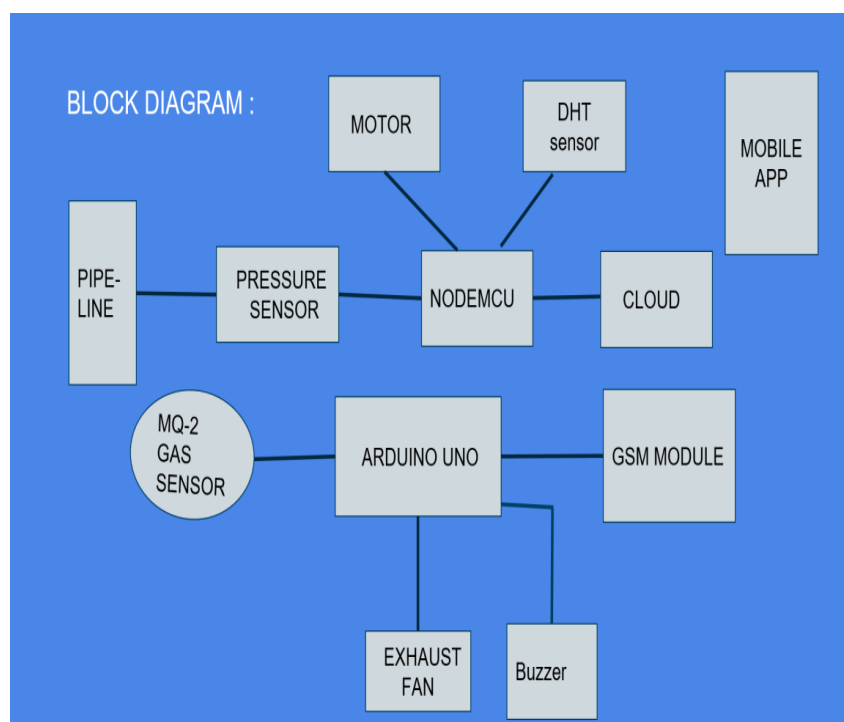 BLOCK DIAGRAM :
MOTOR
DHT
sensor
MOBILE
APP
PIPE-
LINE
PRESSURE
SENSOR
NODEMCU
CLOUD
MQ-2
GAS
SENSOR
ARDUINO UNO
GSM MODULE
EXHAUST
FAN
Buzzer